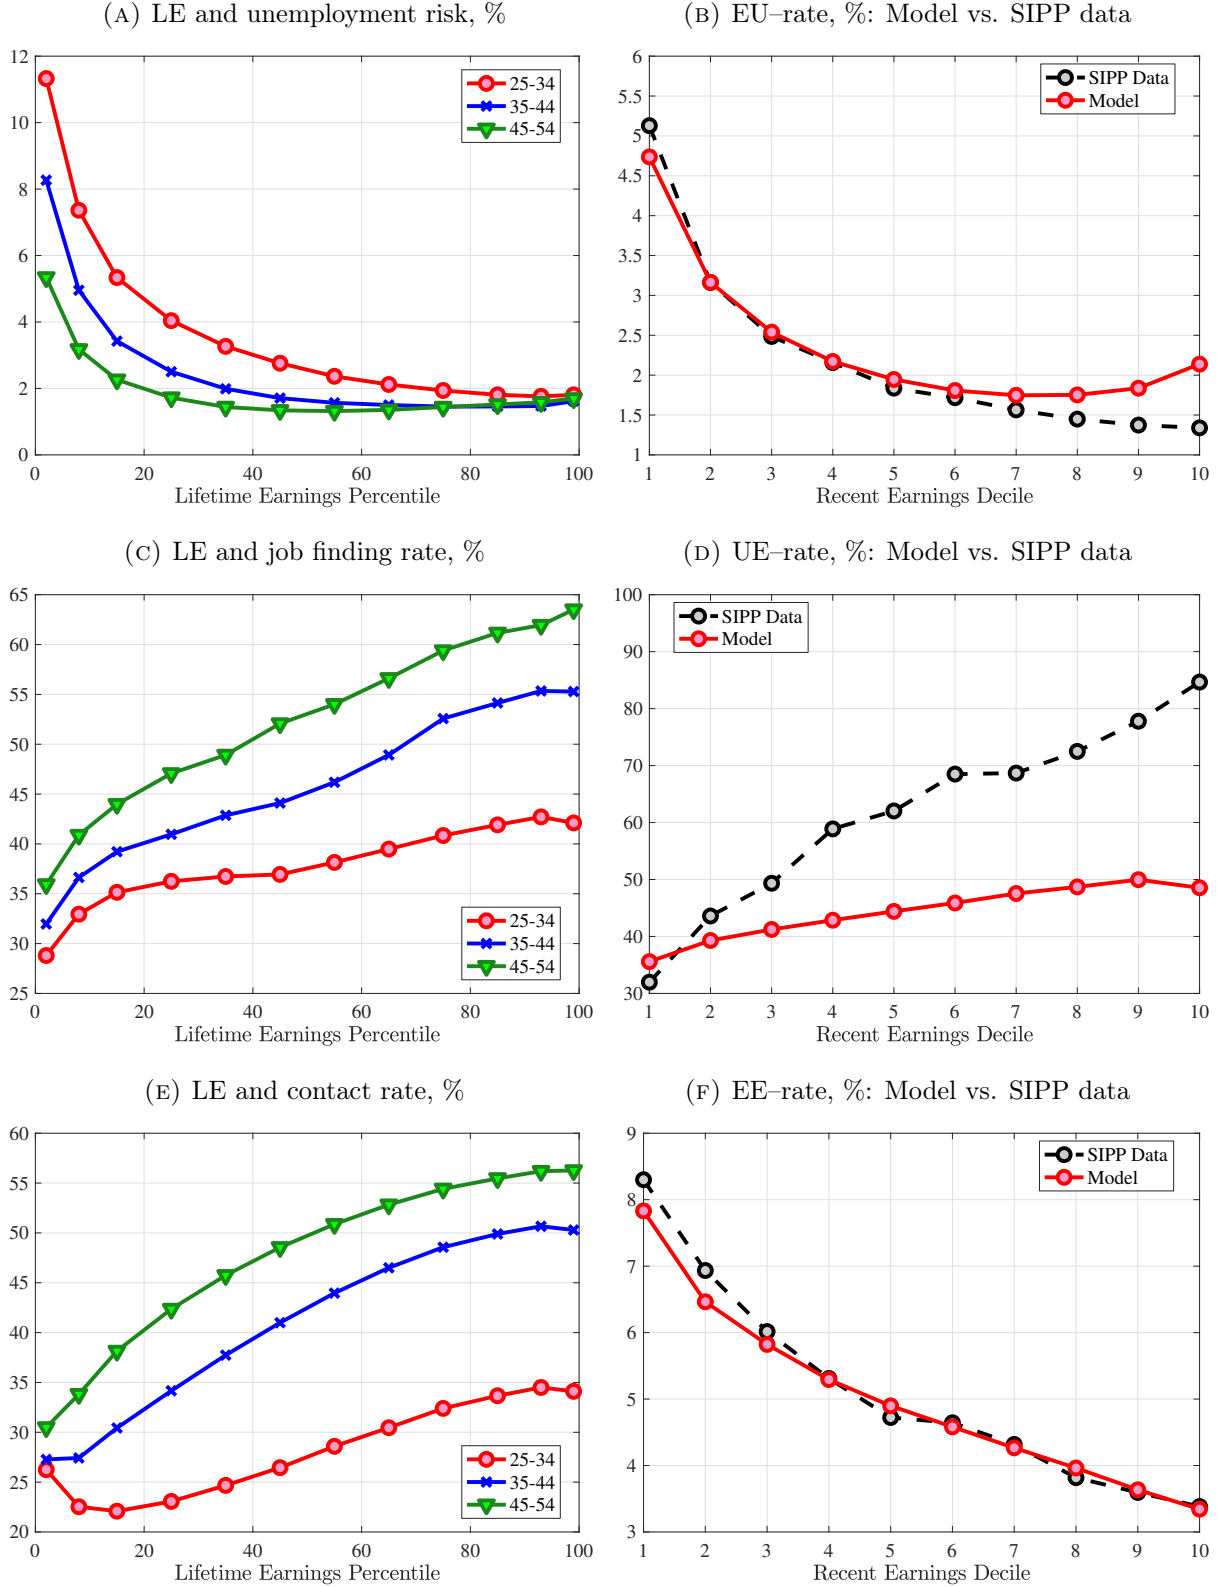 (A) LE and unemployment risk, %
12
10
8
6
4
2
0
0 20 40 60 80 100
Lifetime Earnings Percentile
25-34
35-44
45-54
(B) EU–rate, %: Model vs. SIPP data
6
5.5
5
4.5
4
3.5
3
2.5
2
1.5
1
1 2 3 4 5 6 7 8 9 10
Recent Earnings Decile
SIPP Data
Model
(C) LE and job finding rate, %
65
60
55
50
45
40
35
30
25
0 20 40 60 80 100
Lifetime Earnings Percentile
25-34
35-44
45-54
(D) UE–rate, %: Model vs. SIPP data
100
90
80
70
60
50
40
30
1 2 3 4 5 6 7 8 9 10
Recent Earnings Decile
SIPP Data
Model
(E) LE and contact rate, %
60
55
50
45
40
35
30
25
20
0 20 40 60 80 100
Lifetime Earnings Percentile
25-34
35-44
45-54
(F) EE–rate, %: Model vs. SIPP data
9
8
7
6
5
4
3
1 2 3 4 5 6 7 8 9 10
Recent Earnings Decile
SIPP Data
Model